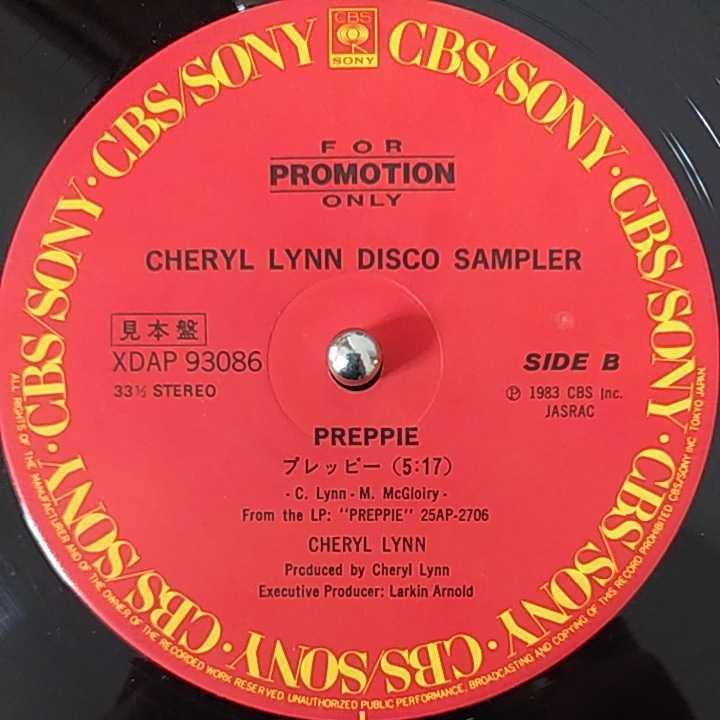 CBS
SONY
CBS/SONY · CBS/SONY · CBS/SONY · CBS/SONY · CBS/SONY · CBS/SONY · CBS/SONY · CBS/SONY
FOR
PROMOTION
ONLY
CHERYL LYNN DISCO SAMPLER
見本盤
XDAP 93086
33⅓ STEREO
SIDE B
Ⓟ 1983 CBS Inc.
JASRAC
PREPPIE
プレッピー (5:17)
- C. Lynn - M. McGloiry -
From the LP: "PREPPIE" 25AP-2706
CHERYL LYNN
Produced by Cheryl Lynn
Executive Producer: Larkin Arnold
ALL RIGHTS OF THE MANUFACTURER AND OF THE OWNER OF THE RECORDED WORK RESERVED UNAUTHORIZED PUBLIC PERFORMANCE, BROADCASTING AND COPYING OF THIS RECORD PROHIBITED CBS/SONY INC TOKYO JAPAN